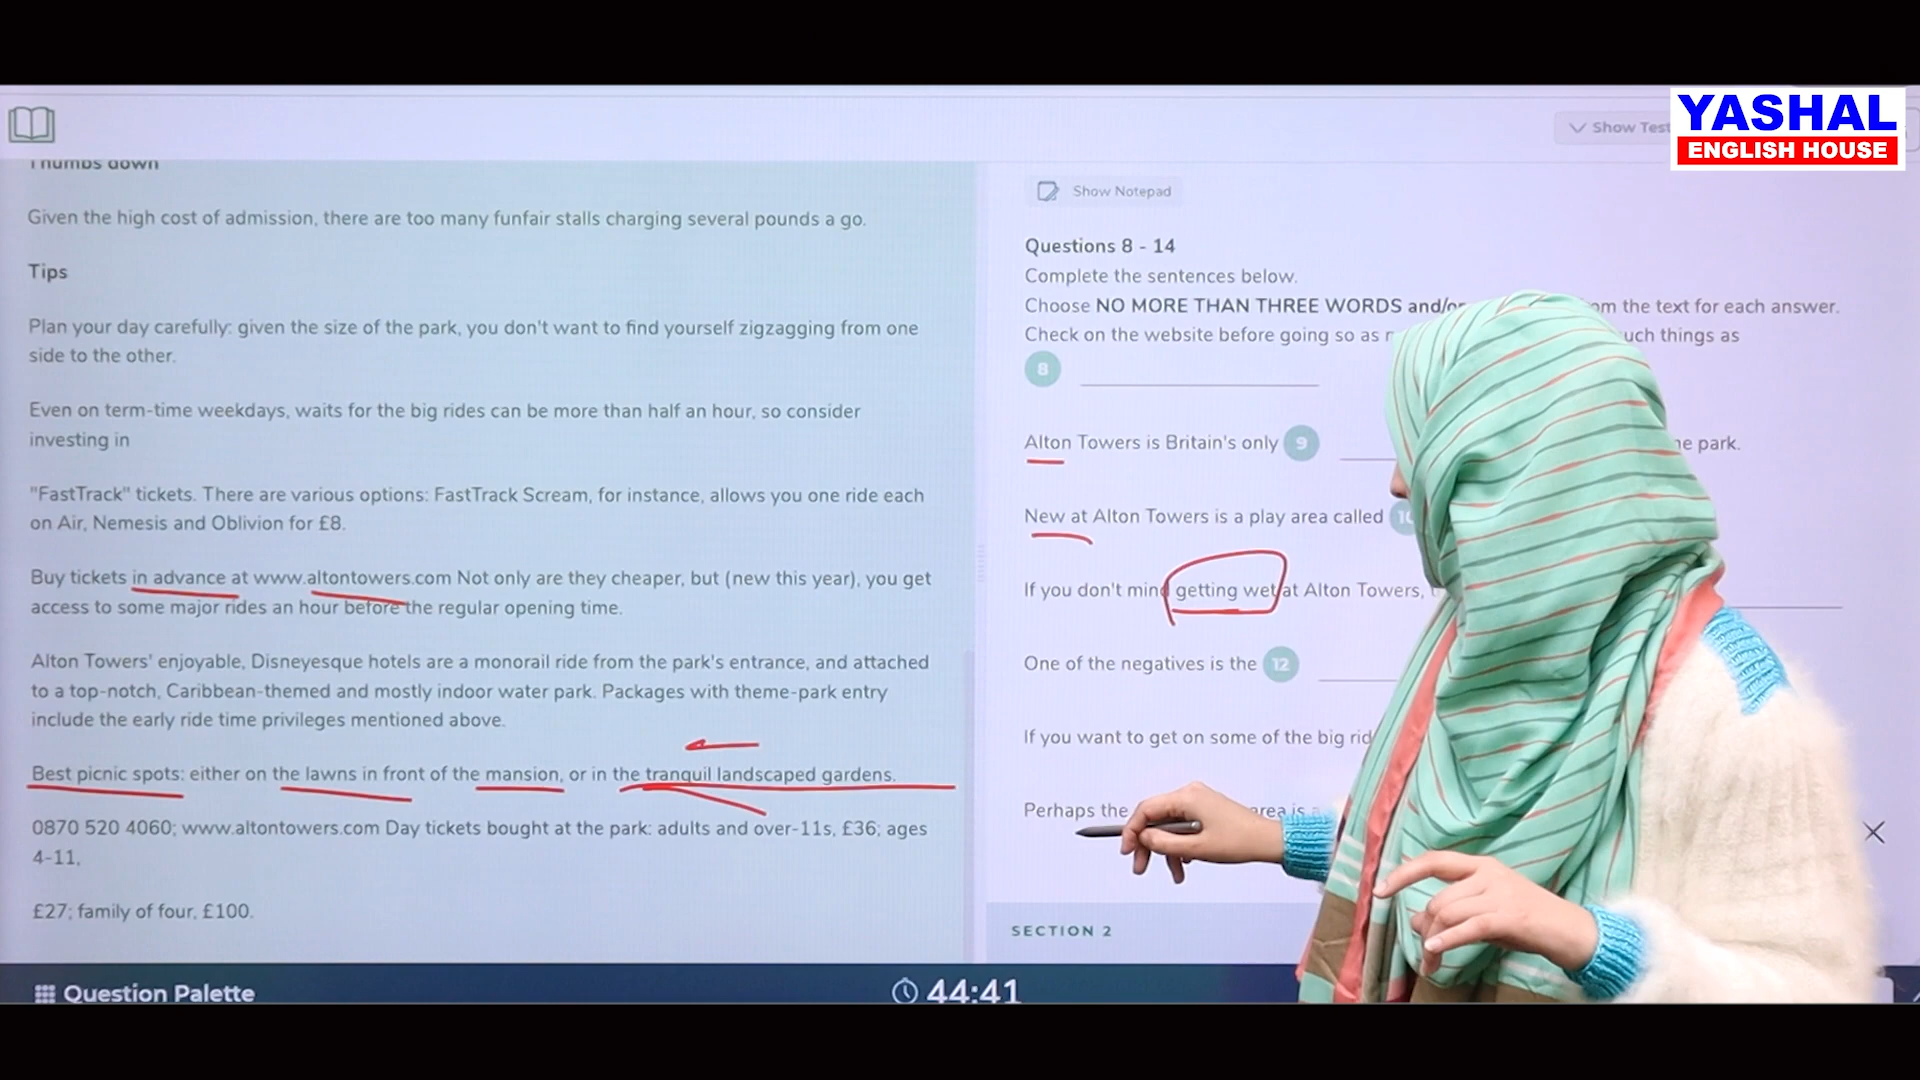 YASHAL
ENGLISH HOUSE
Show Test
Thumbs down
Given the high cost of admission, there are too many funfair stalls charging several pounds a go.
Tips
Plan your day carefully: given the size of the park, you don't want to find yourself zigzagging from one
side to the other.
Even on term-time weekdays, waits for the big rides can be more than half an hour, so consider
investing in
"FastTrack" tickets. There are various options: FastTrack Scream, for instance, allows you one ride each
on Air, Nemesis and Oblivion for £8.
Buy tickets in advance at www.altontowers.com Not only are they cheaper, but (new this year), you get
access to some major rides an hour before the regular opening time.
Alton Towers' enjoyable, Disneyesque hotels are a monorail ride from the park's entrance, and attached
to a top-notch, Caribbean-themed and mostly indoor water park. Packages with theme-park entry
include the early ride time privileges mentioned above.
Best picnic spots: either on the lawns in front of the mansion, or in the tranquil landscaped gardens.
0870 520 4060; www.altontowers.com Day tickets bought at the park: adults and over-11s, £36; ages
4-11,
£27; family of four, £100.
Show Notepad
Questions 8 - 14
Complete the sentences below.
Choose NO MORE THAN THREE WORDS and/or from the text for each answer.
Check on the website before going so as such things as
8
Alton Towers is Britain's only 9 park.
New at Alton Towers is a play area called 10
If you don't mind getting wet at Alton Towers,
One of the negatives is the 12
If you want to get on some of the big
Perhaps the area is
SECTION 2
Question Palette
44:41